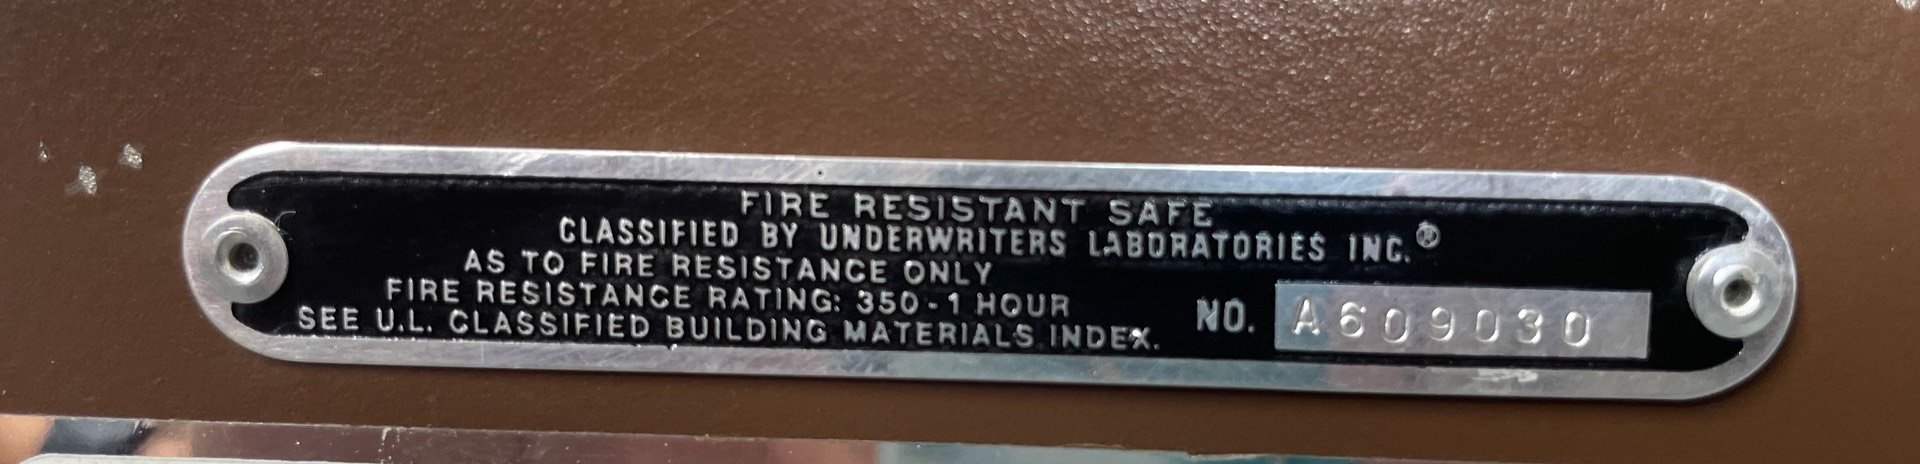 FIRE RESISTANT SAFE
CLASSIFIED BY UNDERWRITERS LABORATORIES INC.®
AS TO FIRE RESISTANCE ONLY
FIRE RESISTANCE RATING: 350-1 HOUR
SEE U.L. CLASSIFIED BUILDING MATERIALS INDEX.
NO. A609030